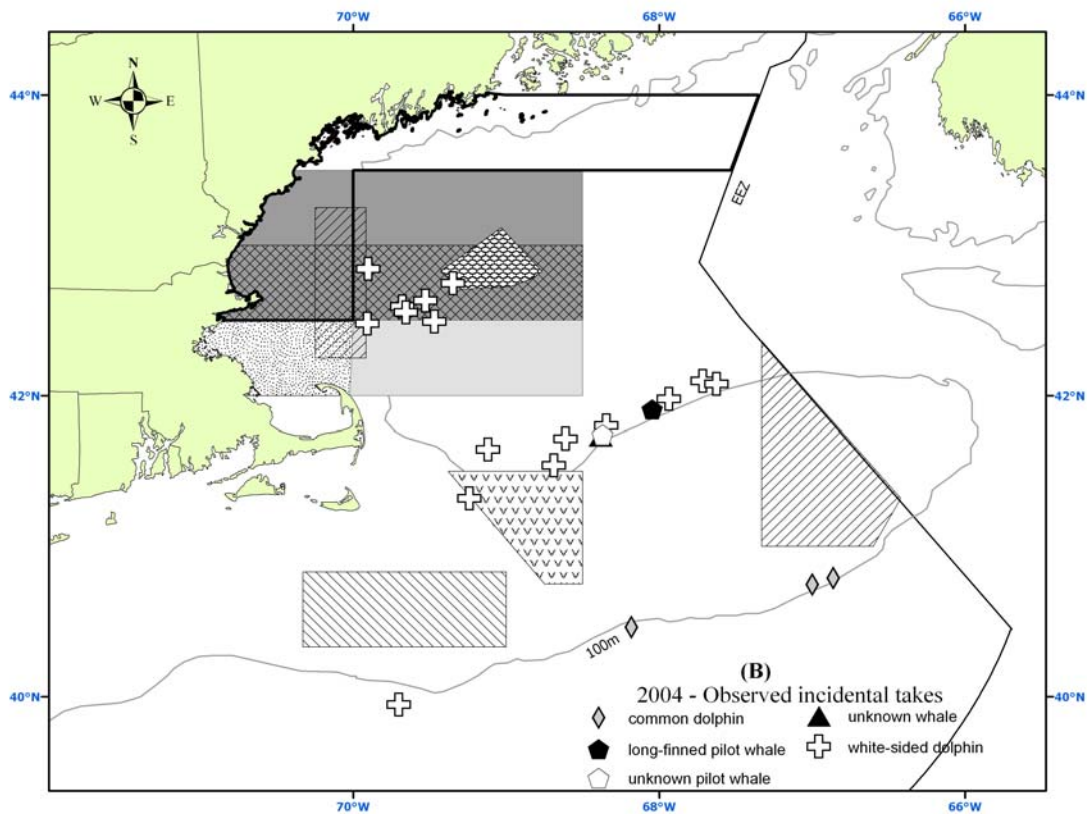 70°W 68°W 66°W
N
W E
S
44°N 44°N
EEZ
42°N 42°N
100m
(B)
40°N 40°N
2004 - Observed incidental takes
common dolphin unknown whale
long-finned pilot whale white-sided dolphin
unknown pilot whale
70°W 68°W 66°W